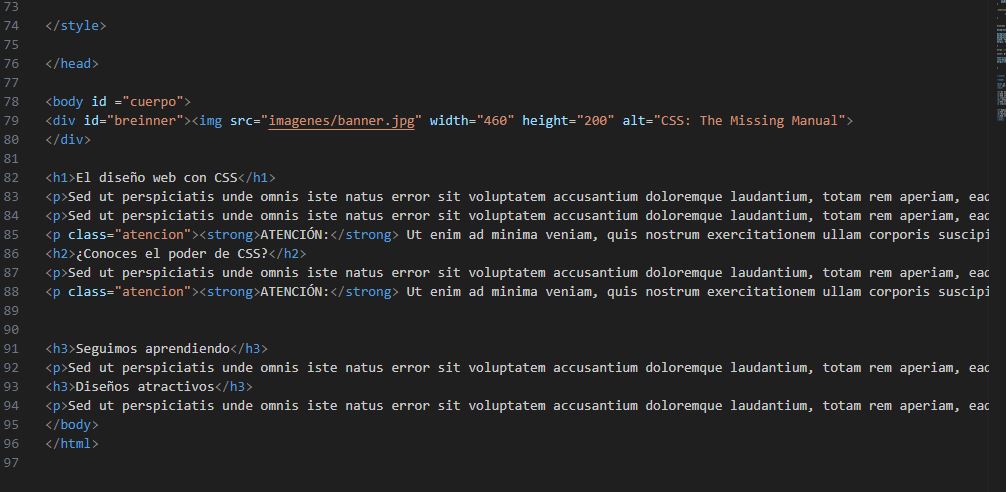 73
74 </style>
75
76 </head>
77
78 <body id ="cuerpo">
79 <div id="breinner"><img src="imagenes/banner.jpg" width="460" height="200" alt="CSS: The Missing Manual">
80 </div>
81
82 <h1>El diseño web con CSS</h1>
83 <p>Sed ut perspiciatis unde omnis iste natus error sit voluptatem accusantium doloremque laudantium, totam rem aperiam, eaq
84 <p>Sed ut perspiciatis unde omnis iste natus error sit voluptatem accusantium doloremque laudantium, totam rem aperiam, eaq
85 <p class="atencion"><strong>ATENCIÓN:</strong> Ut enim ad minima veniam, quis nostrum exercitationem ullam corporis suscipi
86 <h2>¿Conoces el poder de CSS?</h2>
87 <p>Sed ut perspiciatis unde omnis iste natus error sit voluptatem accusantium doloremque laudantium, totam rem aperiam, eaq
88 <p class="atencion"><strong>ATENCIÓN:</strong> Ut enim ad minima veniam, quis nostrum exercitationem ullam corporis suscipi
89
90
91 <h3>Seguimos aprendiendo</h3>
92 <p>Sed ut perspiciatis unde omnis iste natus error sit voluptatem accusantium doloremque laudantium, totam rem aperiam, eaq
93 <h3>Diseños atractivos</h3>
94 <p>Sed ut perspiciatis unde omnis iste natus error sit voluptatem accusantium doloremque laudantium, totam rem aperiam, eaq
95 </body>
96 </html>
97